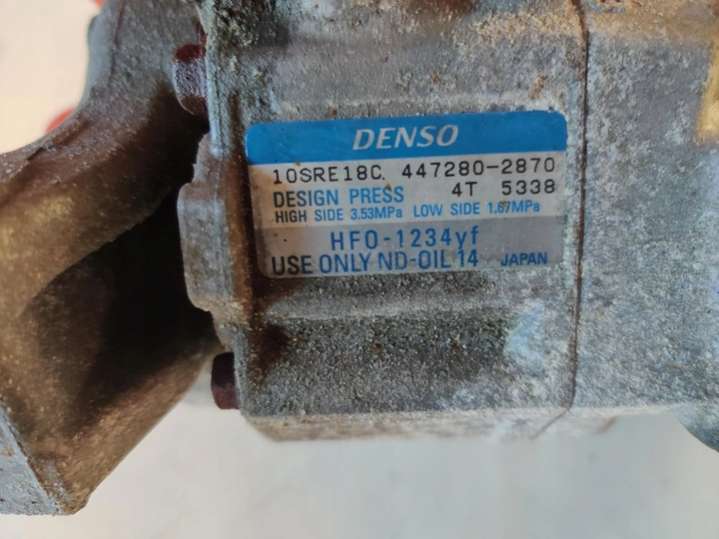 DENSO
10SRE18C 447280-2870
DESIGN PRESS 4T 5338
HIGH SIDE 3.53MPa LOW SIDE 1.67MPa
HFO-1234yf
USE ONLY ND-OIL 14 JAPAN